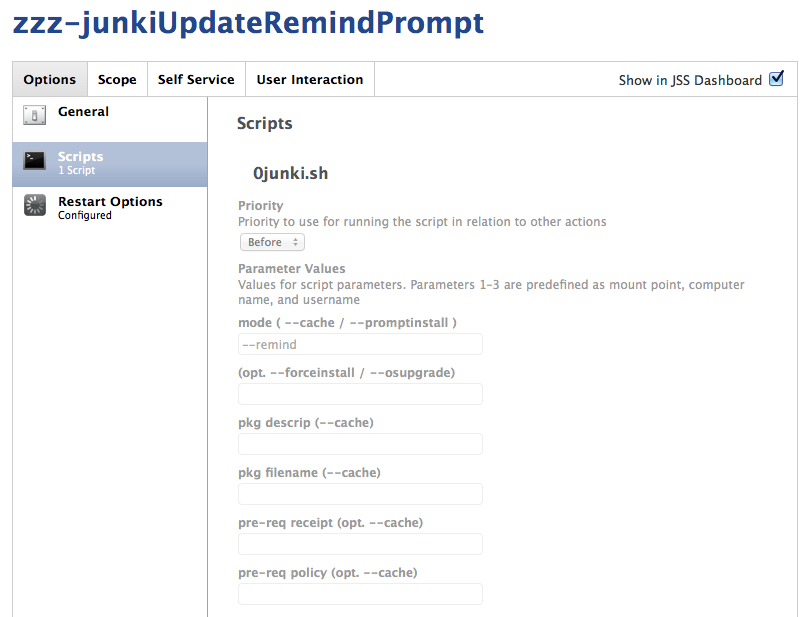 zzz-junkiUpdateRemindPrompt
Options Scope Self Service User Interaction Show in JSS Dashboard
General
Scripts
1 Script
Restart Options
Configured
Scripts
0junki.sh
Priority
Priority to use for running the script in relation to other actions
Before
Parameter Values
Values for script parameters. Parameters 1-3 are predefined as mount point, computer
name, and username
mode ( --cache / --promptinstall )
--remind
(opt. --forceinstall / --osupgrade)
pkg descrip (--cache)
pkg filename (--cache)
pre-req receipt (opt. --cache)
pre-req policy (opt. --cache)